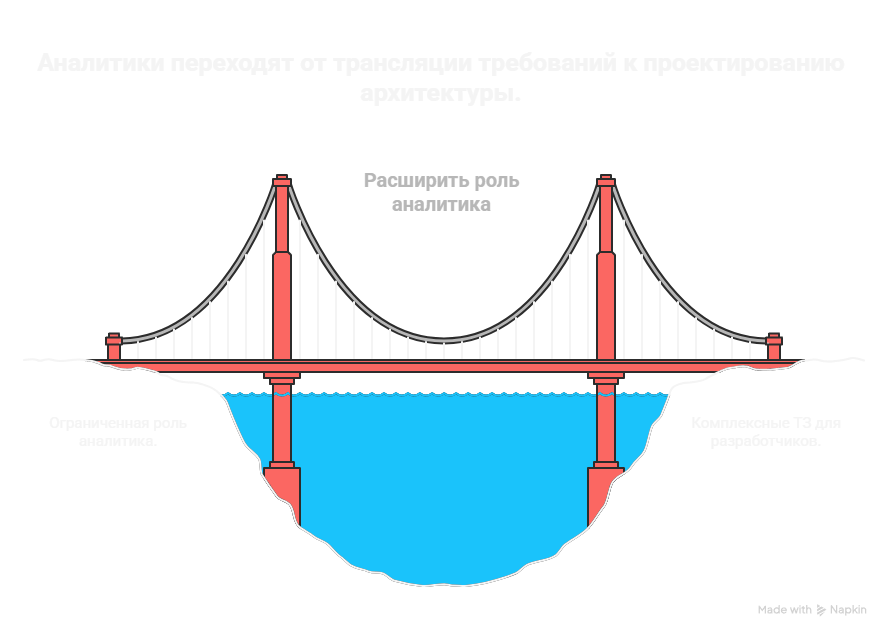 Аналитики переходят от трансляции требований к проектированию
архитектуры.
Расширить роль
аналитика
Ограниченная роль
аналитика.
Комплексные ТЗ для
разработчиков.
Made with Napkin